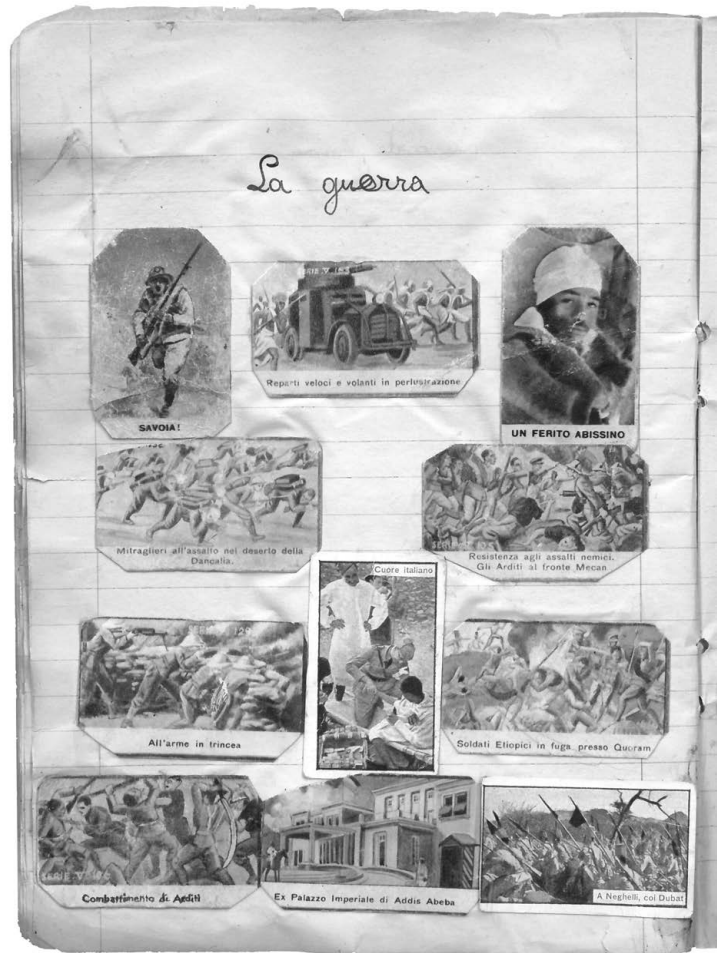 La guerra
SERIE V
SAVOIA!
Reparti veloci e volanti in perlustrazione
UN FERITO ABISSINO
Mitraglieri all'assalto nel deserto della
Dancalia.
Resistenza agli assalti nemici.
Gli Arditi al fronte Mecan
Cuore italiano
All'arme in trincea
Soldati Etiopici in fuga presso Quoram
SERIE V
Combattimento di Arditi
Ex Palazzo Imperiale di Addis Abeba
A Neghelli, coi Dubat